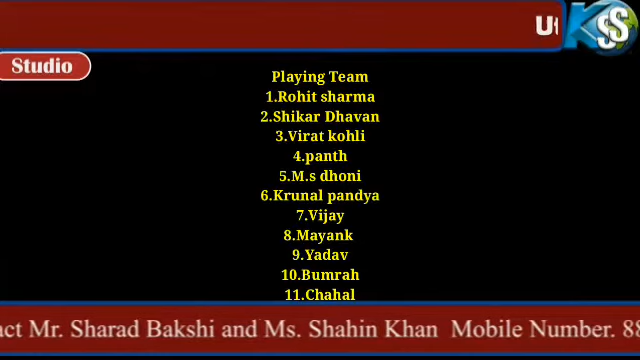 KSS
Studio
Playing Team
1.Rohit sharma
2.Shikar Dhavan
3.Virat kohli
4.panth
5.M.s dhoni
6.Krunal pandya
7.Vijay
8.Mayank
9.Yadav
10.Bumrah
11.Chahal
Mr. Sharad Bakshi and Ms. Shahin Khan Mobile Number. 88